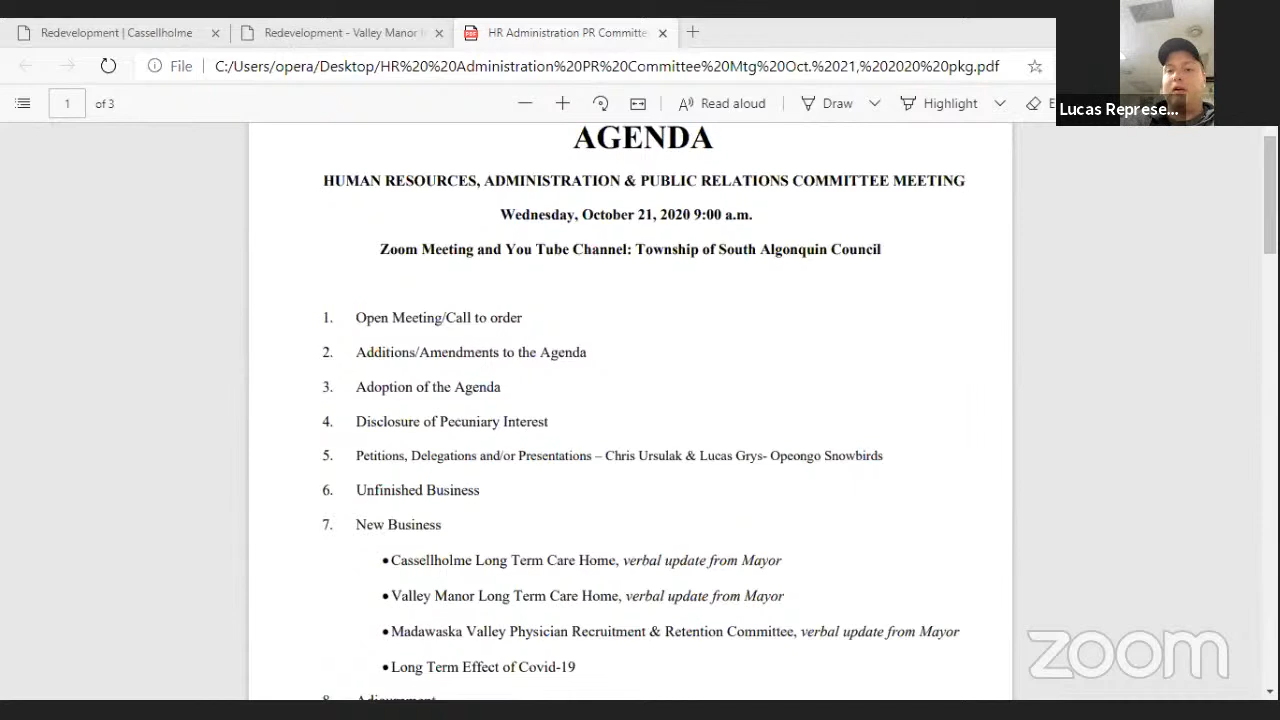 Redevelopment | Cassellholme
Redevelopment - Valley Manor
HR Administration PR Committe
File C:/Users/opera/Desktop/HR%20%20Administration%20PR%20Committee%20Mtg%20Oct.%2021,%202020%20pkg.pdf
1 of 3
Read aloud
Draw
Highlight
Lucas Represe...
AGENDA
HUMAN RESOURCES, ADMINISTRATION & PUBLIC RELATIONS COMMITTEE MEETING
Wednesday, October 21, 2020 9:00 a.m.
Zoom Meeting and You Tube Channel: Township of South Algonquin Council
1. Open Meeting/Call to order
2. Additions/Amendments to the Agenda
3. Adoption of the Agenda
4. Disclosure of Pecuniary Interest
5. Petitions, Delegations and/or Presentations – Chris Ursulak & Lucas Grys- Opeongo Snowbirds
6. Unfinished Business
7. New Business
• Cassellholme Long Term Care Home, verbal update from Mayor
• Valley Manor Long Term Care Home, verbal update from Mayor
• Madawaska Valley Physician Recruitment & Retention Committee, verbal update from Mayor
• Long Term Effect of Covid-19
8. Adjournment
zoom